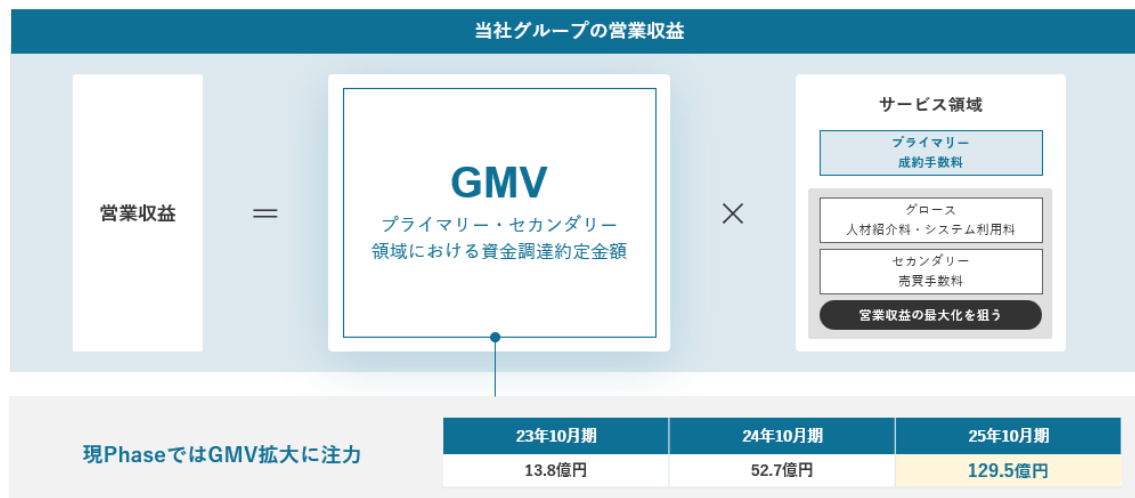 当社グループの営業収益
営業収益
＝
GMV
プライマリー・セカンダリー
領域における資金調達約定金額
×
サービス領域
プライマリー
成約手数料
グロース
人材紹介料・システム利用料
セカンダリー
売買手数料
営業収益の最大化を狙う
現PhaseではGMV拡大に注力
23年10月期 24年10月期 25年10月期
13.8億円 52.7億円 129.5億円